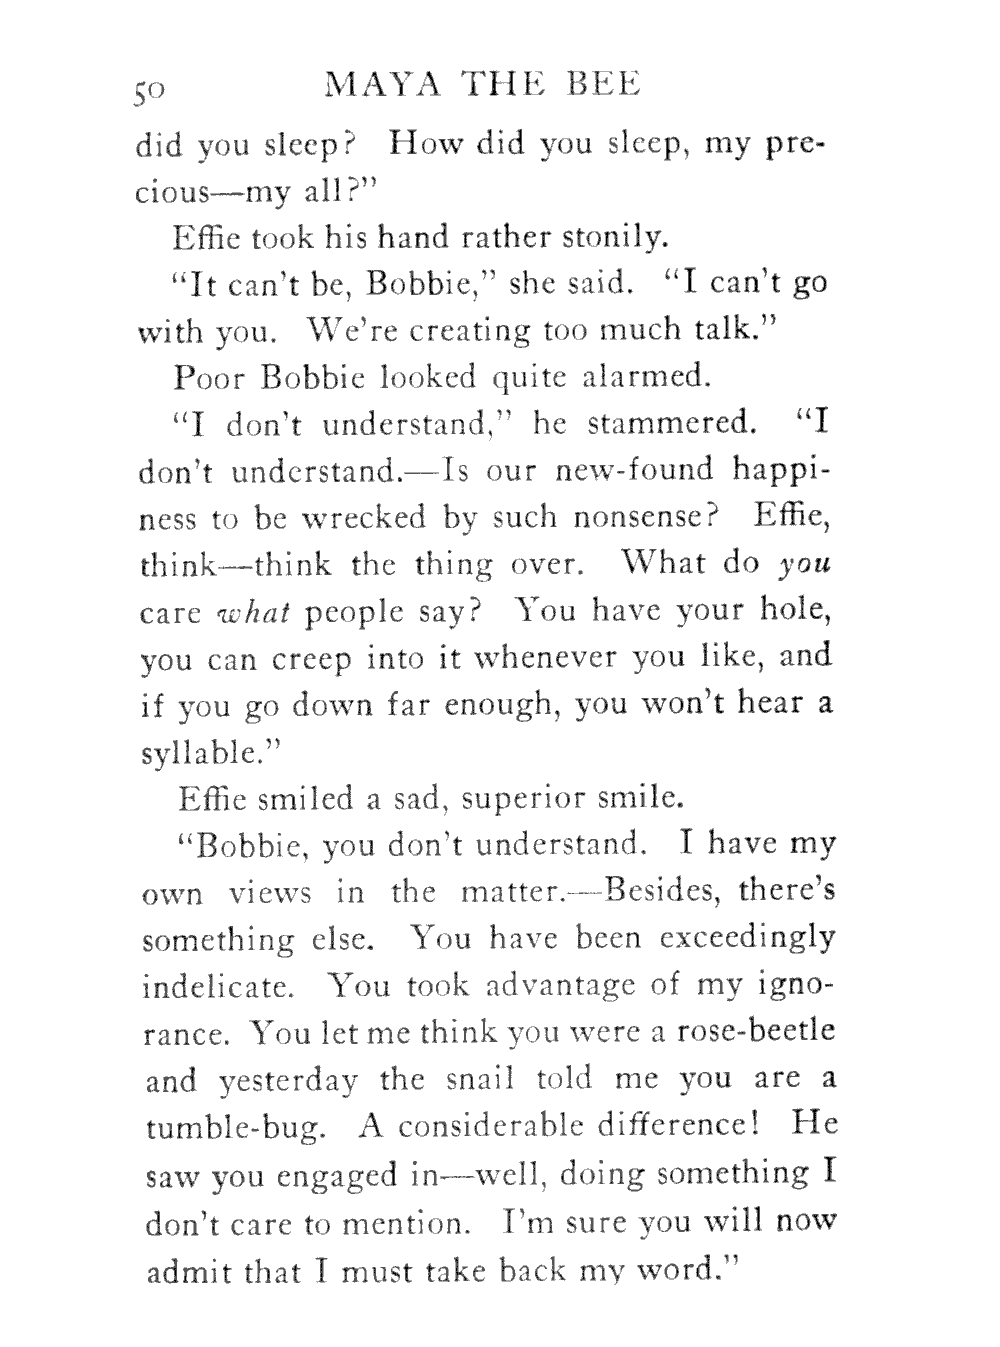 50 MAYA THE BEE
did you sleep? How did you sleep, my pre-
cious—my all?”
Effie took his hand rather stonily.
“It can’t be, Bobbie,” she said. “I can’t go
with you. We’re creating too much talk.”
Poor Bobbie looked quite alarmed.
“I don’t understand,” he stammered. “I
don’t understand.—Is our new-found happi-
ness to be wrecked by such nonsense? Effie,
think—think the thing over. What do you
care what people say? You have your hole,
you can creep into it whenever you like, and
if you go down far enough, you won’t hear a
syllable.”
Effie smiled a sad, superior smile.
“Bobbie, you don’t understand. I have my
own views in the matter.—Besides, there’s
something else. You have been exceedingly
indelicate. You took advantage of my igno-
rance. You let me think you were a rose-beetle
and yesterday the snail told me you are a
tumble-bug. A considerable difference! He
saw you engaged in—well, doing something I
don’t care to mention. I’m sure you will now
admit that I must take back my word.”